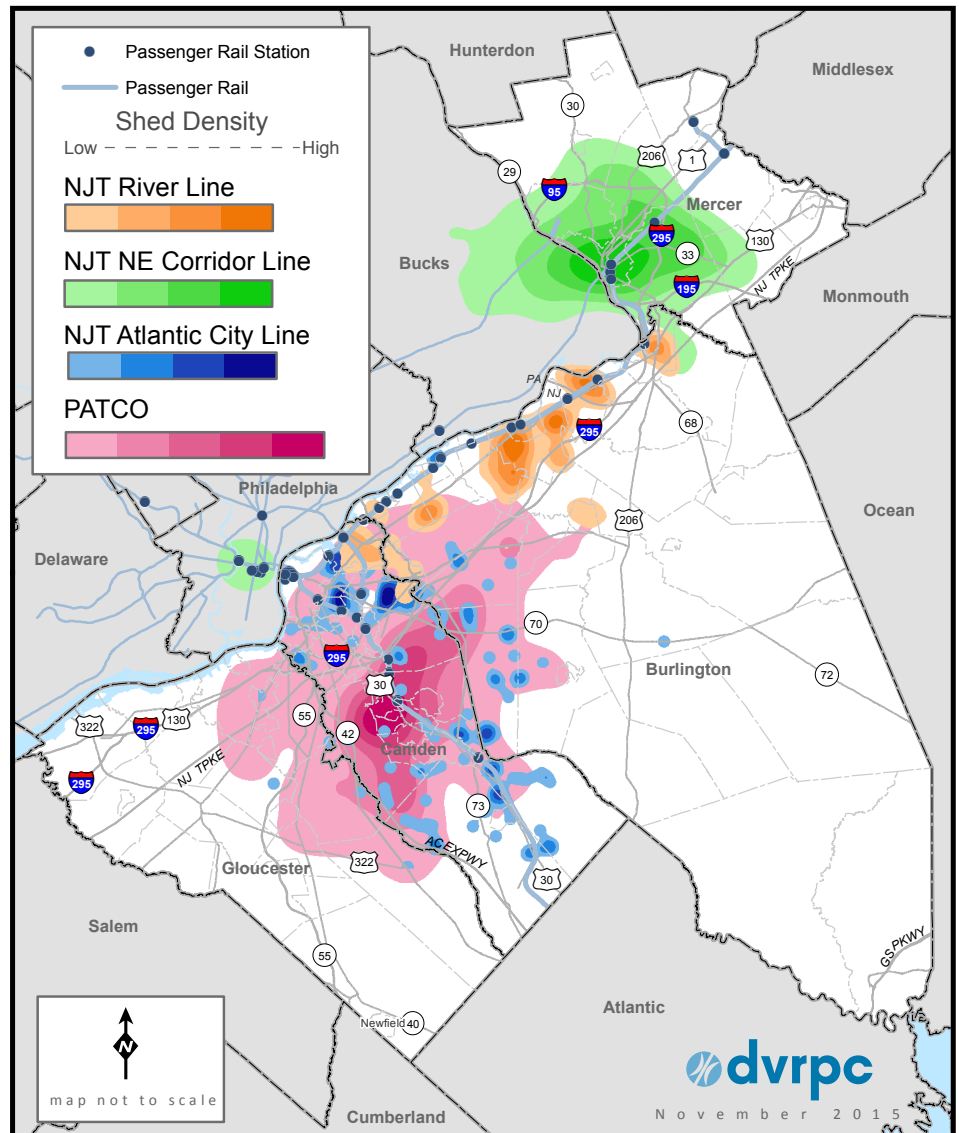 Passenger Rail Station
Passenger Rail
Shed Density
Low High
NJT River Line
NJT NE Corridor Line
NJT Atlantic City Line
PATCO
Hunterdon
Middlesex
30
206
1
29
95
Mercer
295
33
130
Bucks
195
NJ TPKE
Monmouth
PA
NJ
295
68
Philadelphia
206
Ocean
Delaware
70
295
Burlington
30
72
55
322
295
130
42
Camden
NJ TPKE
295
73
AC EXPWY
322
Gloucester
30
Salem
55
GS PKWY
Atlantic
Newfield 40
N
map not to scale
dvrpc
November 2015
Cumberland